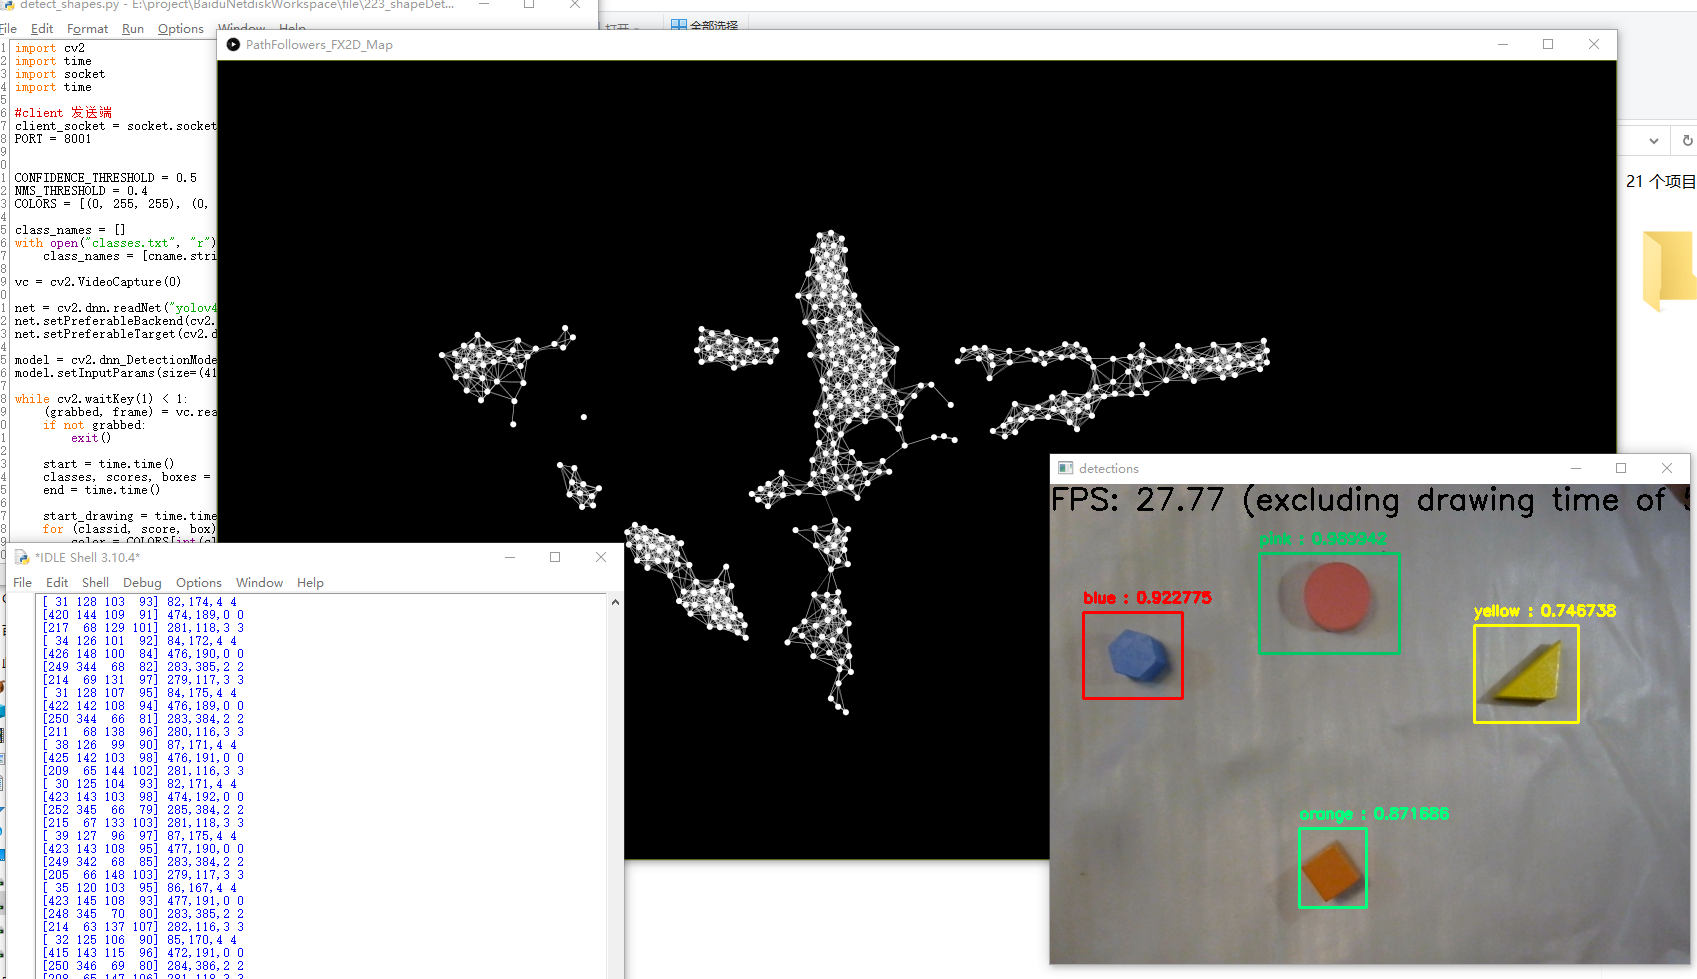 detect_shapes.py - E:\project\BaiduNetdiskWorkspace\file\223_shapeDet...
File Edit Format Run Options Window Help
打开
全部选择
import cv2
import time
import socket
import time
#client 发送端
client_socket = socket.socket
PORT = 8001
CONFIDENCE_THRESHOLD = 0.5
NMS_THRESHOLD = 0.4
COLORS = [(0, 255, 255), (0,
class_names = []
with open("classes.txt", "r")
class_names = [cname.stri
vc = cv2.VideoCapture(0)
net = cv2.dnn.readNet("yolov4
net.setPreferableBackend(cv2.
net.setPreferableTarget(cv2.d
model = cv2.dnn_DetectionMode
model.setInputParams(size=(41
while cv2.waitKey(1) < 1:
(grabbed, frame) = vc.rea
if not grabbed:
exit()
start = time.time()
classes, scores, boxes =
end = time.time()
start_drawing = time.time
for (classid, score, box)
color = COLORS[int(cl
PathFollowers_FX2D_Map
21 个项目
*IDLE Shell 3.10.4*
File Edit Shell Debug Options Window Help
[ 31 128 103  93] 82,174,4 4
[420 144 109  91] 474,189,0 0
[217  68 129 101] 281,118,3 3
[ 34 126 101  92] 84,172,4 4
[426 148 100  84] 476,190,0 0
[249 344  68  82] 283,385,2 2
[214  69 131  97] 279,117,3 3
[ 31 128 107  95] 84,175,4 4
[422 142 108  94] 476,189,0 0
[250 344  66  81] 283,384,2 2
[211  68 138  96] 280,116,3 3
[ 38 126  99  90] 87,171,4 4
[425 142 103  98] 476,191,0 0
[209  65 144 102] 281,116,3 3
[ 30 125 104  93] 82,171,4 4
[423 143 103  98] 474,192,0 0
[252 345  66  79] 285,384,2 2
[215  67 133 103] 281,118,3 3
[ 39 127  96  97] 87,175,4 4
[423 143 108  95] 477,190,0 0
[249 342  68  85] 283,384,2 2
[205  66 148 103] 279,117,3 3
[ 35 120 103  95] 86,167,4 4
[423 145 108  93] 477,191,0 0
[248 345  70  80] 283,385,2 2
[214  63 137 107] 282,116,3 3
[ 32 125 106  90] 85,170,4 4
[415 143 115  96] 472,191,0 0
[250 346  69  80] 284,386,2 2
[208  65 147 106] 281,118,3 3
detections
FPS: 27.77 (excluding drawing time of
pink : 0.969942
blue : 0.922775
yellow : 0.746738
orange : 0.871686